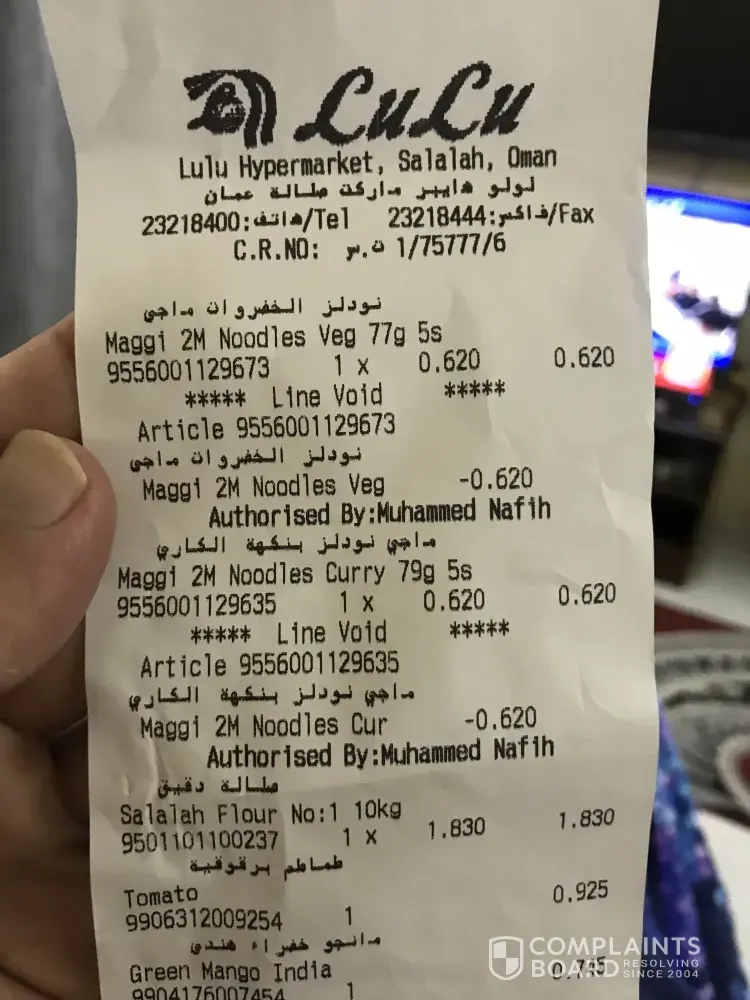 LuLu
Lulu Hypermarket, Salalah, Oman
لولو هايبر ماركت صلالة عمان
23218400:هاتف/Tel 23218444:فاكس/Fax
C.R.NO: ت.س 1/75777/6
نودلز الخضروات ماجي
Maggi 2M Noodles Veg 77g 5s
9556001129673 1 x 0.620 0.620
***** Line Void *****
Article 9556001129673
نودلز الخضروات ماجي
Maggi 2M Noodles Veg -0.620
Authorised By:Muhammed Nafih
ماجي نودلز بنكهة الكاري
Maggi 2M Noodles Curry 79g 5s
9556001129635 1 x 0.620 0.620
***** Line Void *****
Article 9556001129635
ماجي نودلز بنكهة الكاري
Maggi 2M Noodles Cur -0.620
Authorised By:Muhammed Nafih
صلالة دقيق
Salalah Flour No:1 10kg
9501101100237 1 x 1.830 1.830
طماطم برقوقية
Tomato 0.925
9906312009254 1
مانجو خضراء هندي
Green Mango India
9904176007454 1
COMPLAINTS
BOARD RESOLVING SINCE 2004